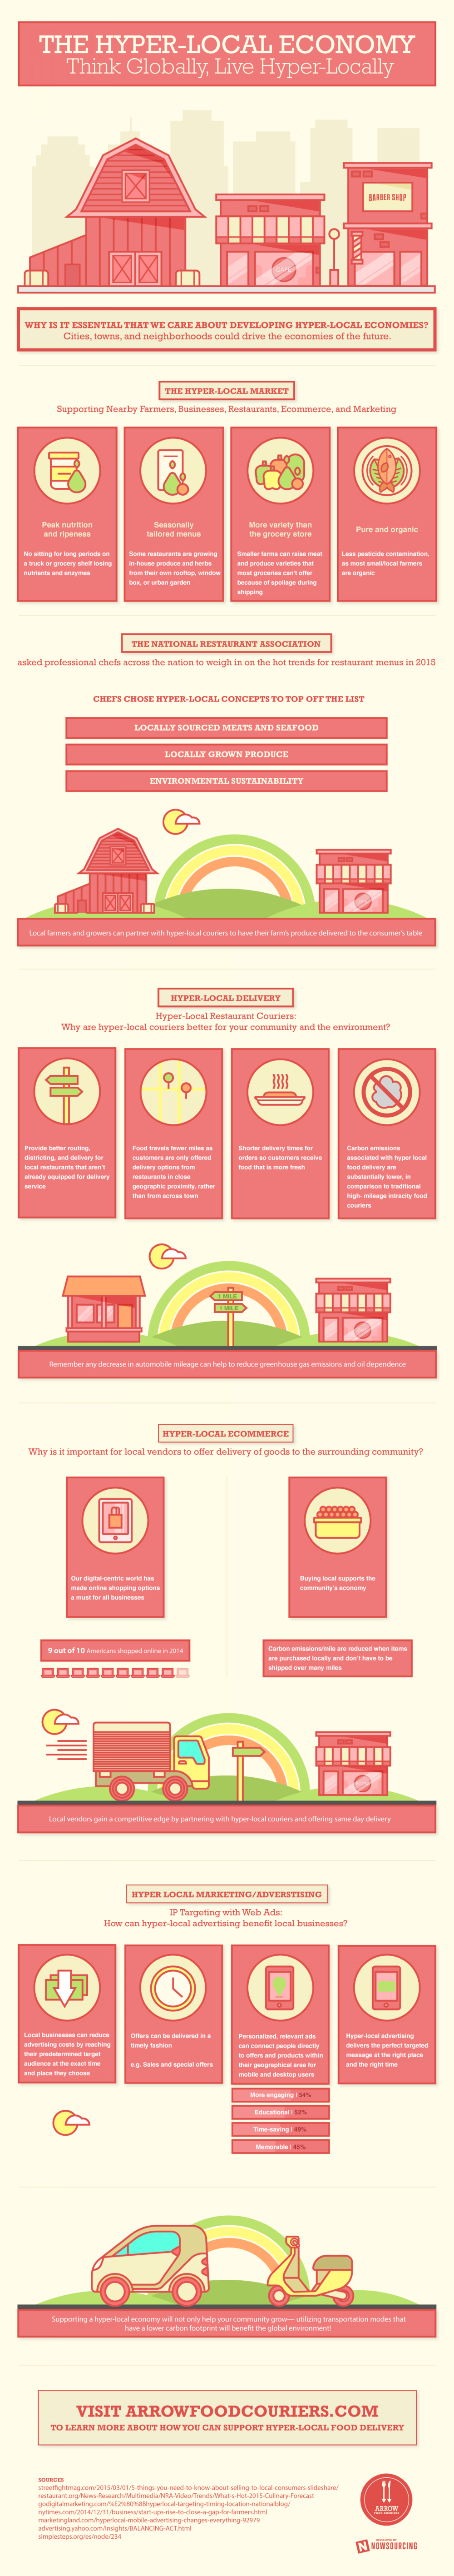 THE HYPER-LOCAL ECONOMY
Think Globally, Live Hyper-Locally
BARBER SHOP
WHY IS IT ESSENTIAL THAT WE CARE ABOUT DEVELOPING HYPER-LOCAL ECONOMIES?
Cities, towns, and neighborhoods could drive the economies of the future.
THE HYPER-LOCAL MARKET
Supporting Nearby Farmers, Businesses, Restaurants, Ecommerce, and Marketing
Peak nutrition
and ripeness
No sitting for long periods on
a truck or grocery shelf losing
nutrients and enzymes
Seasonally
tailored menus
Some restaurants are growing
in-house produce and herbs
from their own rooftop, window
box, or urban garden
More variety than
the grocery store
Smaller farms can raise meat
and produce varieties that
most groceries can't offer
because of spoilage during
shipping
Pure and organic
Less pesticide contamination,
as most small/local farmers
are organic
THE NATIONAL RESTAURANT ASSOCIATION
asked professional chefs across the nation to weigh in on the hot trends for restaurant menus in 2015
CHEFS CHOSE HYPER-LOCAL CONCEPTS TO TOP OFF THE LIST
LOCALLY SOURCED MEATS AND SEAFOOD
LOCALLY GROWN PRODUCE
ENVIRONMENTAL SUSTAINABILITY
Local farmers and growers can partner with hyper-local couriers to have their farm's produce delivered to the consumer's table
HYPER-LOCAL DELIVERY
Hyper-Local Restaurant Couriers:
Why are hyper-local couriers better for your community and the environment?
Provide better routing,
districting, and delivery for
local restaurants that aren't
already equipped for delivery
service
Food travels fewer miles as
customers are only offered
delivery options from
restaurants in close
geographic proximity, rather
than from across town
Shorter delivery times for
orders so customers receive
food that is more fresh
Carbon emissions
associated with hyper local
food delivery are
substantially lower, in
comparison to traditional
high- mileage intracity food
couriers
1 MILE
1 MILE
Remember any decrease in automobile mileage can help to reduce greenhouse gas emissions and oil dependence
HYPER-LOCAL ECOMMERCE
Why is it important for local vendors to offer delivery of goods to the surrounding community?
Our digital-centric world has
made online shopping options
a must for all businesses
9 out of 10 Americans shopped online in 2014
Buying local supports the
community's economy
Carbon emissions/mile are reduced when items
are purchased locally and don't have to be
shipped over many miles
Local vendors gain a competitive edge by partnering with hyper-local couriers and offering same day delivery
HYPER LOCAL MARKETING/ADVERSTISING
IP Targeting with Web Ads:
How can hyper-local advertising benefit local businesses?
Local businesses can reduce
advertising costs by reaching
their predetermined target
audience at the exact time
and place they choose
Offers can be delivered in a
timely fashion
e.g. Sales and special offers
Personalized, relevant ads
can connect people directly
to offers and products within
their geographical area for
mobile and desktop users
More engaging | 54%
Educational | 52%
Time-saving | 49%
Memorable | 45%
Hyper-local advertising
delivers the perfect targeted
message at the right place
and the right time
Supporting a hyper-local economy will not only help your community grow— utilizing transportation modes that
have a lower carbon footprint will benefit the global environment!
VISIT ARROWFOODCOURIERS.COM
TO LEARN MORE ABOUT HOW YOU CAN SUPPORT HYPER-LOCAL FOOD DELIVERY
SOURCES
streetfightmag.com/2015/03/01/5-things-you-need-to-know-about-selling-to-local-consumers-slideshare/
restaurant.org/News-Research/Multimedia/NRA-Video/Trends/What-s-Hot-2015-Culinary-Forecast
godigitalmarketing.com/%E2%80%8Bhyperlocal-targeting-timing-location-nationalblog/
nytimes.com/2014/12/31/business/start-ups-rise-to-close-a-gap-for-farmers.html
marketingland.com/hyperlocal-mobile-advertising-changes-everything-92979
advertising.yahoo.com/Insights/BALANCING-ACT.html
simplesteps.org/es/node/234
ARROW
FOOD COURIERS
DEVELOPED BY
N NOWSOURCING